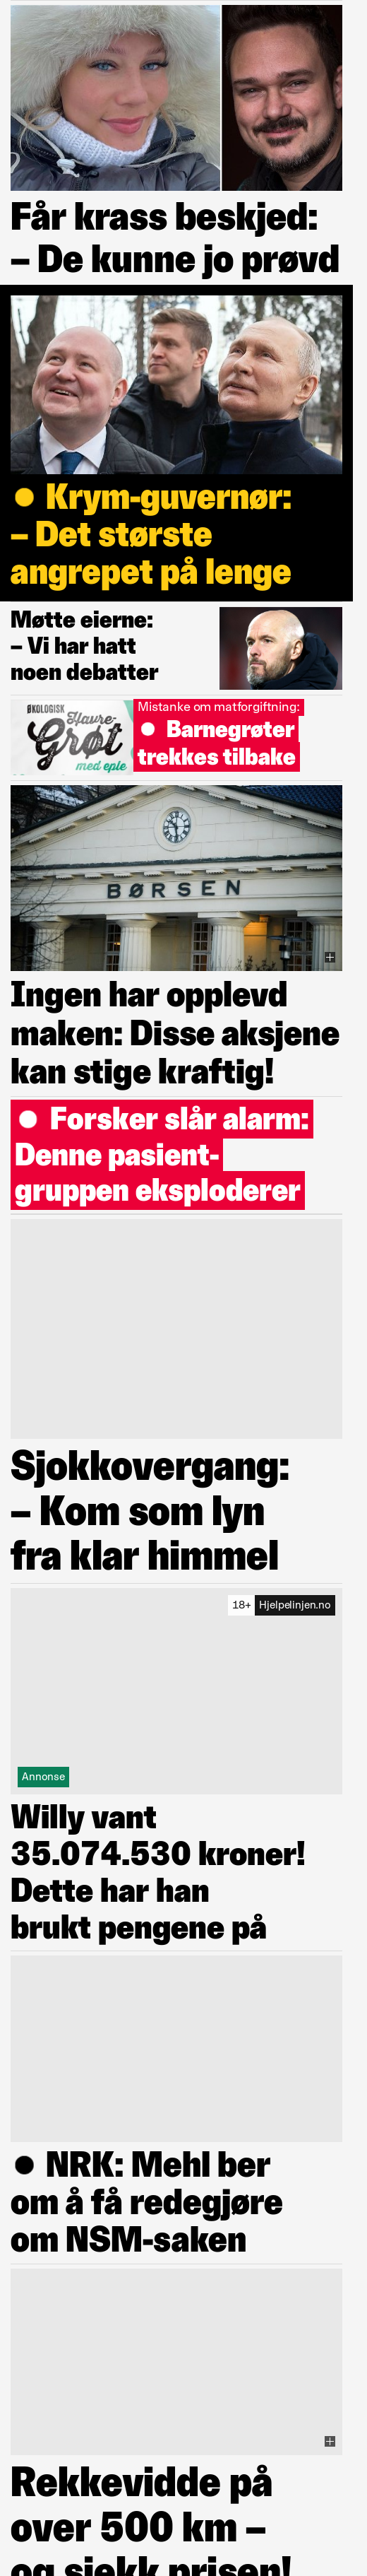 Får krass beskjed:
– De kunne jo prøvd
● Krym-guvernør:
– Det største
angrepet på lenge
Møtte eierne:
– Vi har hatt
noen debatter
ØKOLOGISK
Havre-
Grøt
med eple
Mistanke om matforgiftning:
● Barnegrøter
trekkes tilbake
BØRSEN
Ingen har opplevd
maken: Disse aksjene
kan stige kraftig!
● Forsker slår alarm:
Denne pasient-
gruppen eksploderer
Sjokkovergang:
– Kom som lyn
fra klar himmel
18+ Hjelpelinjen.no
Annonse
Willy vant
35.074.530 kroner!
Dette har han
brukt pengene på
● NRK: Mehl ber
om å få redegjøre
om NSM-saken
Rekkevidde på
over 500 km –
og sjekk prisen!